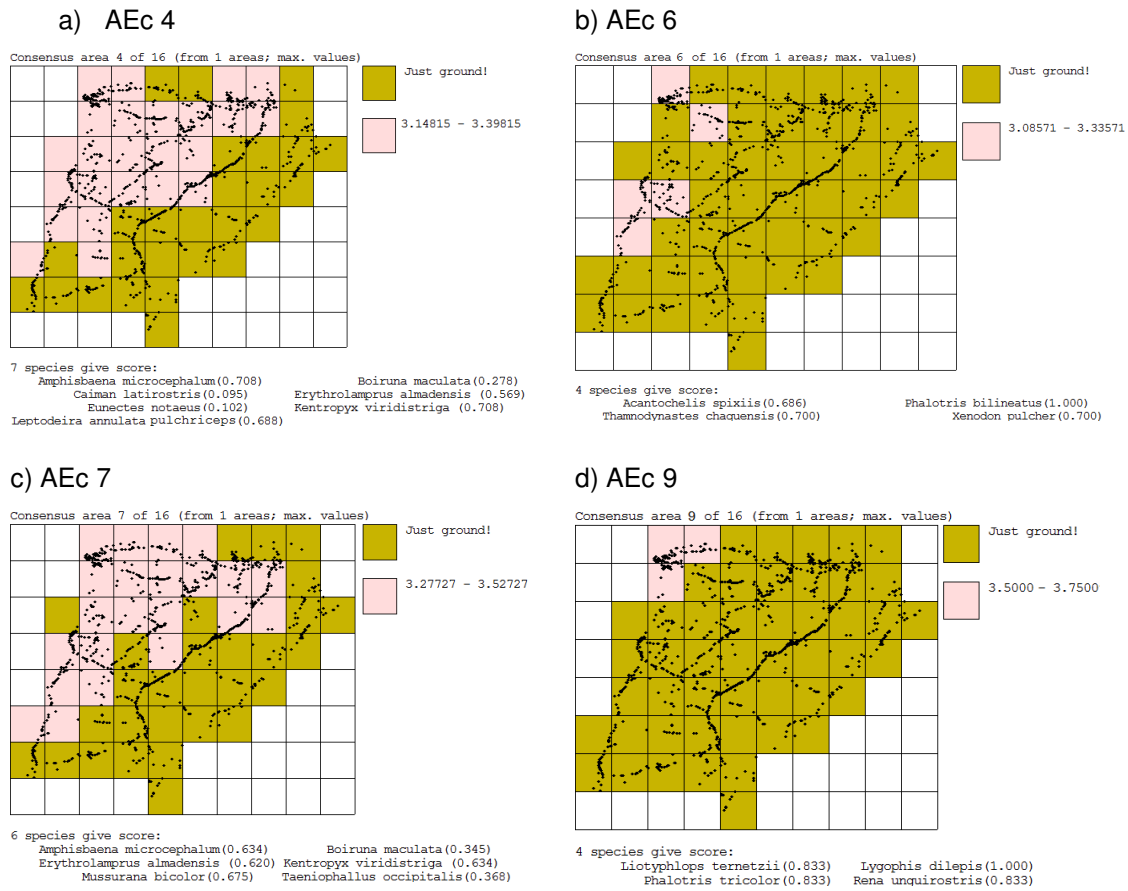 a) AEc 4
Consensus area 4 of 16 (from 1 areas; max. values)
Just ground!
3.14815 - 3.39815
7 species give score:
Amphisbaena microcephalum(0.708) Boiruna maculata(0.278)
Caiman latirostris(0.095) Erythrolamprus almadensis(0.569)
Eunectes notaeus(0.102) Kentropyx viridistriga (0.708)
Leptodeira annulata pulchriceps(0.688)
b) AEc 6
Consensus area 6 of 16 (from 1 areas; max. values)
Just ground!
3.08571 - 3.33571
4 species give score:
Acantochelis spixiis(0.686) Phalotris bilineatus(1.000)
Thamnodynastes chaquensis(0.700) Xenodon pulcher(0.700)
c) AEc 7
Consensus area 7 of 16 (from 1 areas; max. values)
Just ground!
3.27727 - 3.52727
6 species give score:
Amphisbaena microcephalum(0.634) Boiruna maculata(0.345)
Erythrolamprus almadensis (0.620) Kentropyx viridistriga(0.634)
Mussurana bicolor(0.675) Taeniophallus occipitalis(0.368)
d) AEc 9
Consensus area 9 of 16 (from 1 areas; max. values)
Just ground!
3.5000 - 3.7500
4 species give score:
Liotyphlops ternetzii(0.833) Lygophis dilepis(1.000)
Phalotris tricolor(0.833) Rena unguirostris(0.833)